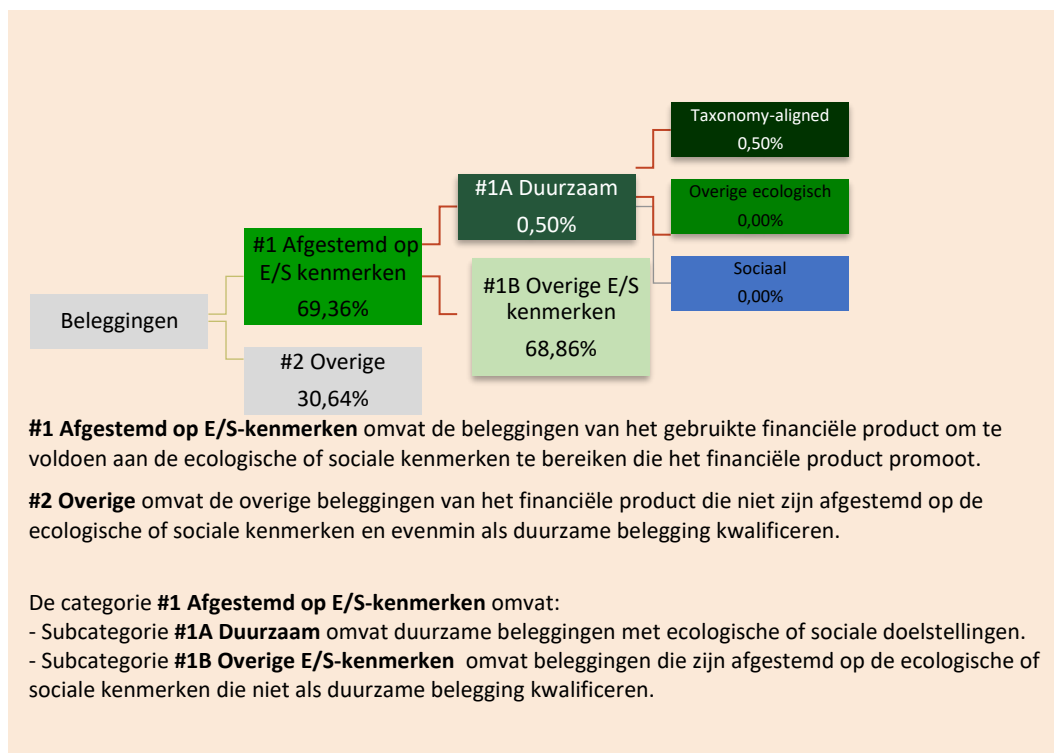 Taxonomy-aligned
0,50%
#1A Duurzaam
0,50%
Overige ecologisch
0,00%
#1 Afgestemd op
E/S kenmerken
69,36%
Sociaal
0,00%
#1B Overige E/S
kenmerken
68,86%
Beleggingen
#2 Overige
30,64%
#1 Afgestemd op E/S-kenmerken omvat de beleggingen van het gebruikte financiële product om te
voldoen aan de ecologische of sociale kenmerken te bereiken die het financiële product promoot.
#2 Overige omvat de overige beleggingen van het financiële product die niet zijn afgestemd op de
ecologische of sociale kenmerken en evenmin als duurzame belegging kwalificeren.
De categorie #1 Afgestemd op E/S-kenmerken omvat:
- Subcategorie #1A Duurzaam omvat duurzame beleggingen met ecologische of sociale doelstellingen.
- Subcategorie #1B Overige E/S-kenmerken omvat beleggingen die zijn afgestemd op de ecologische of
sociale kenmerken die niet als duurzame belegging kwalificeren.